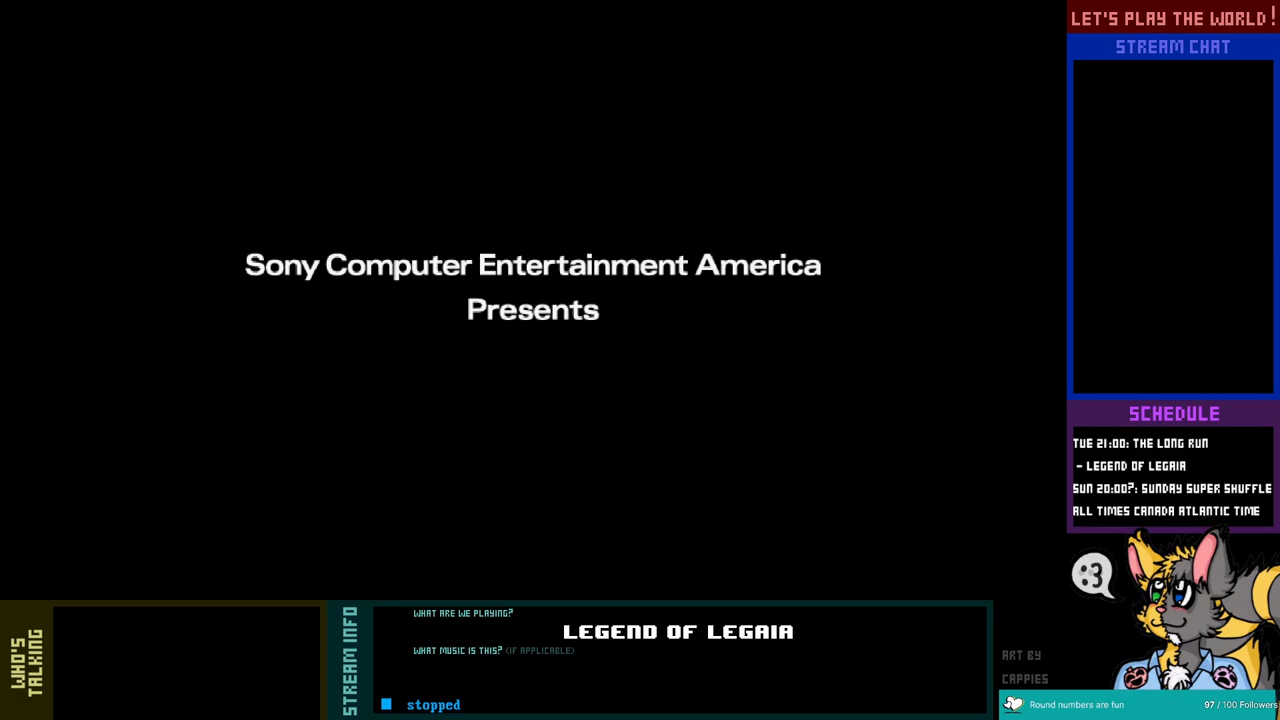 Sony Computer Entertainment America
Presents
LET'S PLAY THE WORLD!
STREAM CHAT
SCHEDULE
TUE 21:00: THE LONG RUN
- LEGEND OF LEGAIA
SUN 20:00?: SUNDAY SUPER SHUFFLE
ALL TIMES CANADA ATLANTIC TIME
:3
WHO'S
TALKING
STREAM INFO
WHAT ARE WE PLAYING?
LEGEND OF LEGAIA
WHAT MUSIC IS THIS? (IF APPLICABLE)
stopped
ART BY
CAPPIES
Round numbers are fun
97 / 100 Followers